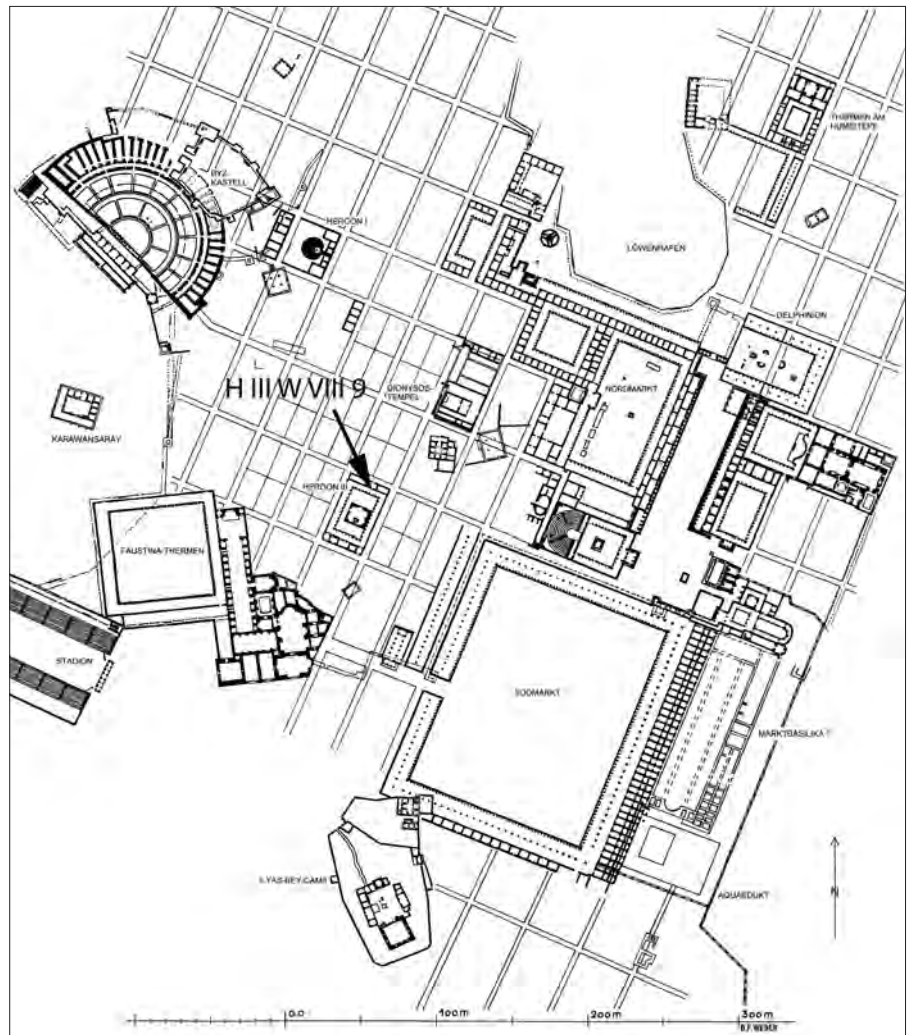 THERMEN AM
HUMEITEPE
BYZ.
KASTELL
HEROON I
LÖWENHAFEN
DELPHINION
H III W VIII 9
DIONYSOS-
TEMPEL
NORDMARKT
KARAWANSARAY
HEROON III
FAUSTINA-THERMEN
STADION
SÜDMARKT
MARKTBASILIKA ?
ILYAS-BEY-CAMII
AQUAEDUKT
N
0.0 100m 200m 300m
B.F. WEBER